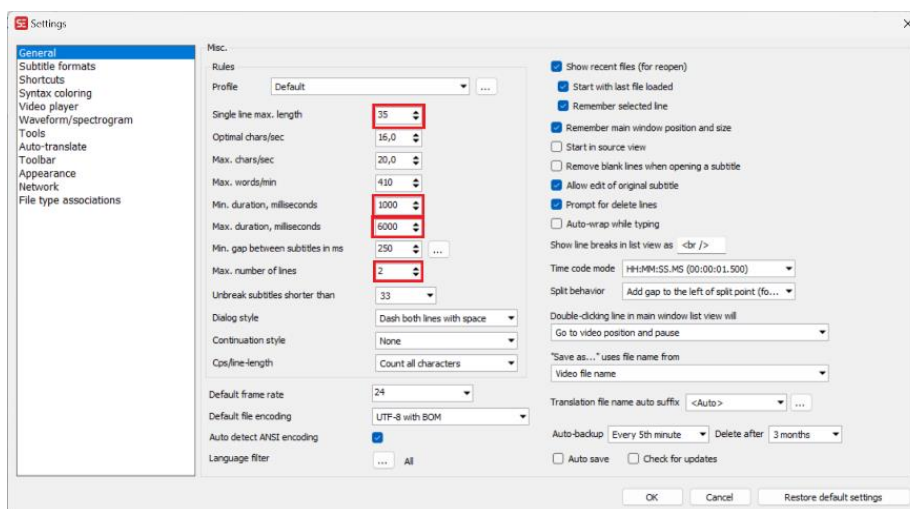 SE Settings
General
Subtitle formats
Shortcuts
Syntax coloring
Video player
Waveform/spectrogram
Tools
Auto-translate
Toolbar
Appearance
Network
File type associations
Misc.
Rules
Profile Default ...
Single line max. length 35
Optimal chars/sec 16,0
Max. chars/sec 20,0
Max. words/min 410
Min. duration, milliseconds 1000
Max. duration, milliseconds 6000
Min. gap between subtitles in ms 250 ...
Max. number of lines 2
Unbreak subtitles shorter than 33
Dialog style Dash both lines with space
Continuation style None
Cps/line-length Count all characters
Default frame rate 24
Default file encoding UTF-8 with BOM
Auto detect ANSI encoding
Language filter ... All
Show recent files (for reopen)
Start with last file loaded
Remember selected line
Remember main window position and size
Start in source view
Remove blank lines when opening a subtitle
Allow edit of original subtitle
Prompt for delete lines
Auto-wrap while typing
Show line breaks in list view as <br />
Time code mode HH:MM:SS.MS (00:00:01.500)
Split behavior Add gap to the left of split point (fo...
Double-clicking line in main window list view will
Go to video position and pause
"Save as..." uses file name from
Video file name
Translation file name auto suffix <Auto> ...
Auto-backup Every 5th minute Delete after 3 months
Auto save Check for updates
OK Cancel Restore default settings